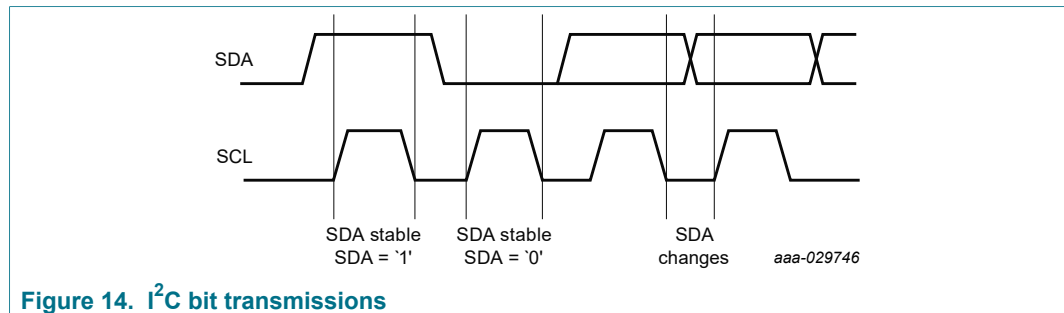 SDA
SCL
SDA stable
SDA = `1'
SDA stable
SDA = `0'
SDA
changes
aaa-029746
Figure 14. I²C bit transmissions